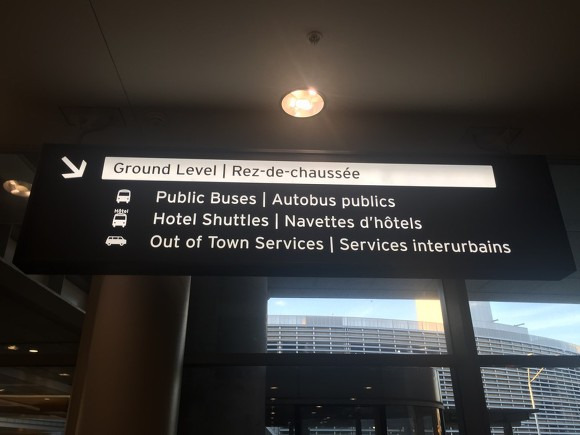 Ground Level | Rez-de-chaussée
Public Buses | Autobus publics
Hôtel
Hotel Shuttles | Navettes d'hôtels
Out of Town Services | Services interurbains